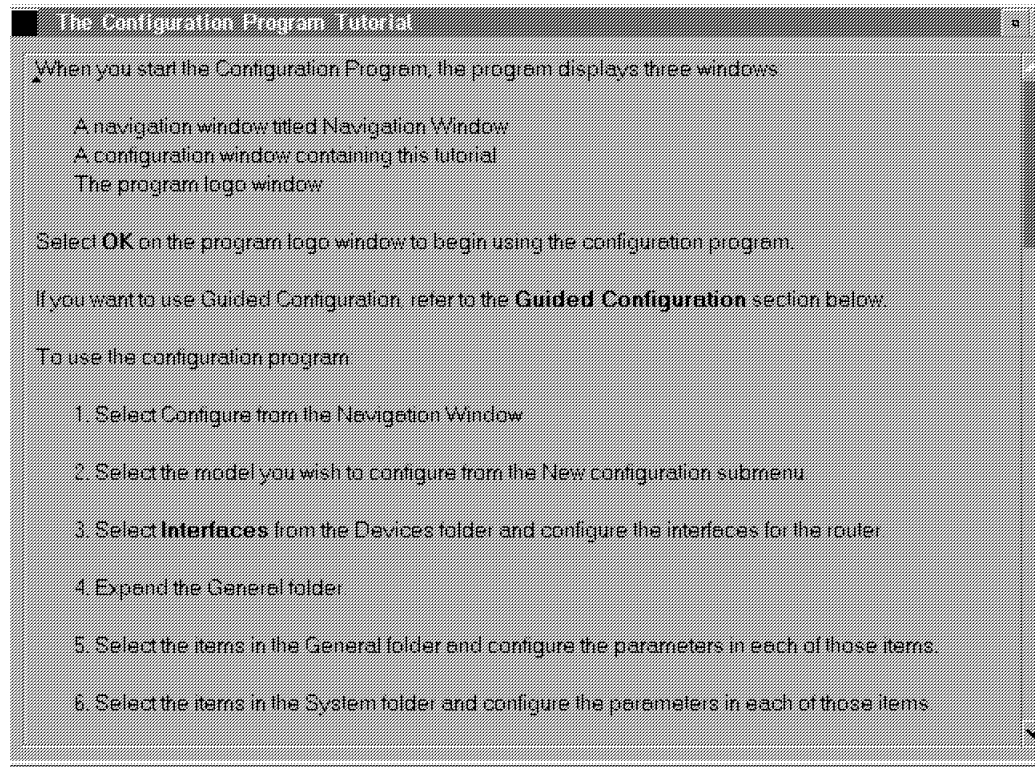 The Configuration Program Tutorial
When you start the Configuration Program, the program displays three windows
A navigation window titled Navigation Window
A configuration window containing this tutorial
The program logo window
Select OK on the program logo window to begin using the configuration program.
If you want to use Guided Configuration, refer to the Guided Configuration section below.
To use the configuration program:
1. Select Configure from the Navigation Window
2. Select the model you wish to configure from the New configuration submenu
3. Select Interfaces from the Devices folder and configure the interfaces for the router.
4. Expand the General folder
5. Select the items in the General folder and configure the parameters in each of those items.
6. Select the items in the System folder and configure the parameters in each of those items